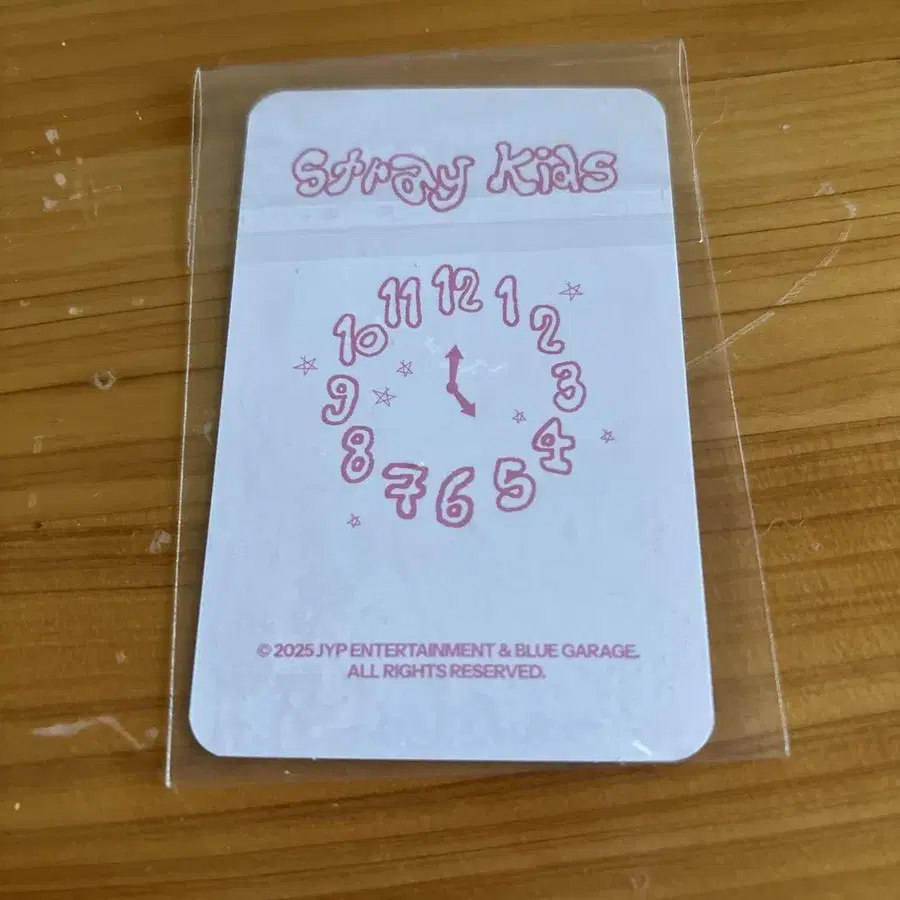 Stray Kids
11 12 1
10 2
9 3
8 4
7 6 5
© 2025 JYP ENTERTAINMENT & BLUE GARAGE.
ALL RIGHTS RESERVED.